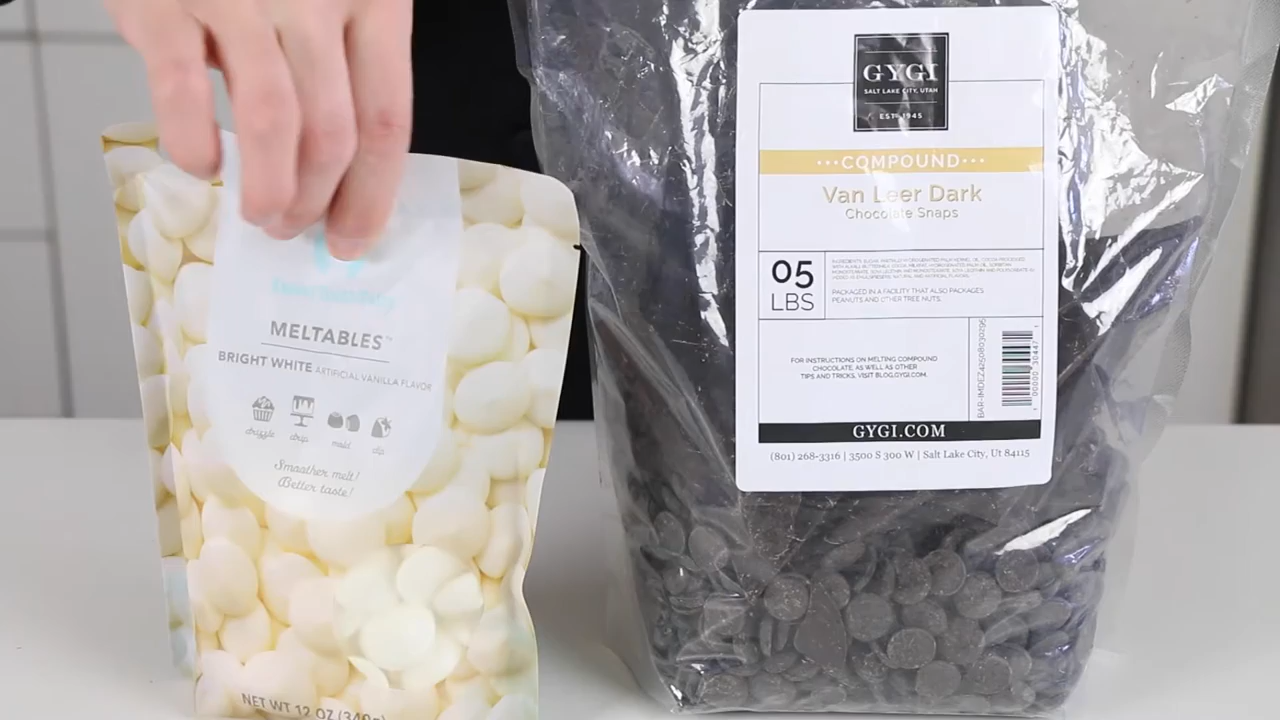 MELTABLES™
BRIGHT WHITE ARTIFICIAL VANILLA FLAVOR
drizzle drip mold dip
Smoother melt!
Better taste!
NET WT 12 OZ (340g)
GYGI
SALT LAKE CITY, UTAH
EST 1945
•••COMPOUND•••
Van Leer Dark
Chocolate Snaps
05
LBS
PACKAGED IN A FACILITY THAT ALSO PACKAGES
PEANUTS AND OTHER TREE NUTS.
FOR INSTRUCTIONS ON MELTING COMPOUND
CHOCOLATE AS WELL AS OTHER
TIPS AND TRICKS, VISIT BLOG.GYGI.COM.
GYGI.COM
(801) 268-3316 | 3500 S 300 W | Salt Lake City, Ut 84115